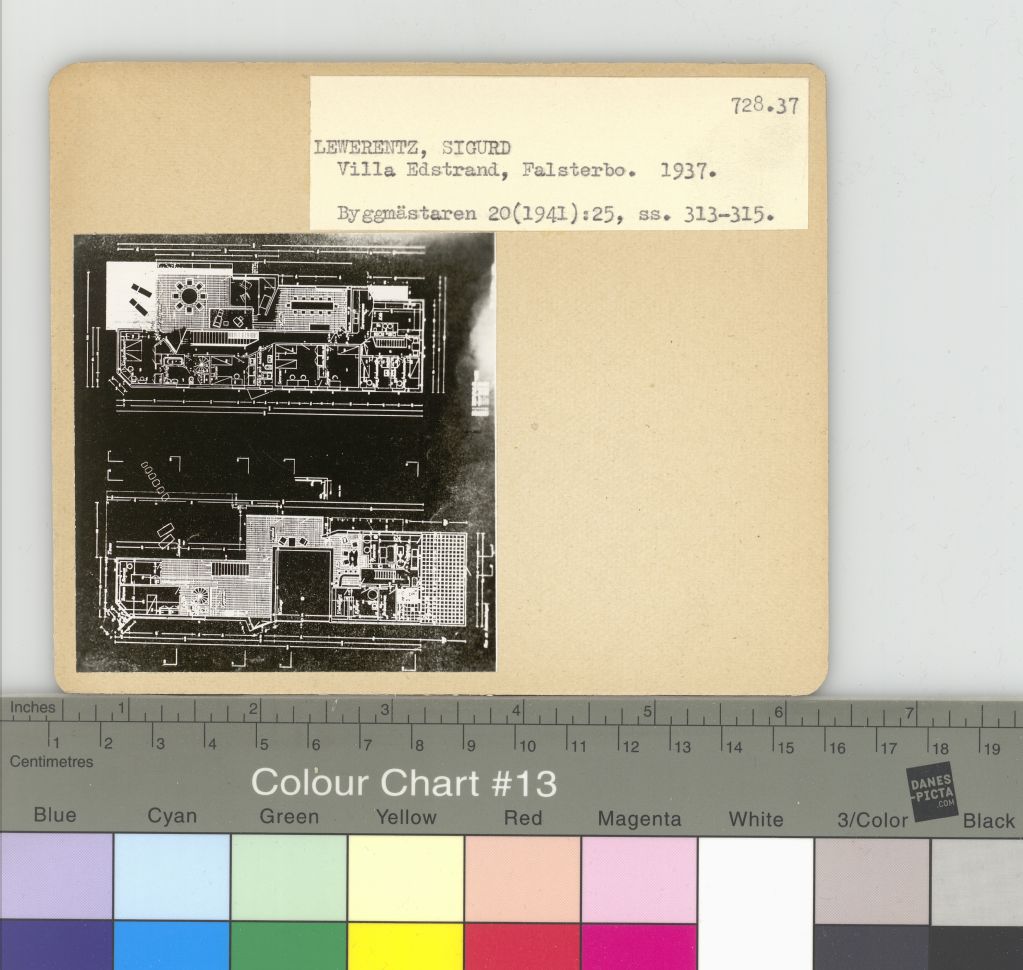 728.37
LEWERENTZ, SIGURD
Villa Edstrand, Falsterbo. 1937.
Byggmästaren 20(1941):25, ss. 313-315.
Inches 1 2 3 4 5 6 7
1 2 3 4 5 6 7 8 9 10 11 12 13 14 15 16 17 18 19
Centimetres
Colour Chart #13
DANES
-PICTA
.COM
Blue Cyan Green Yellow Red Magenta White 3/Color Black